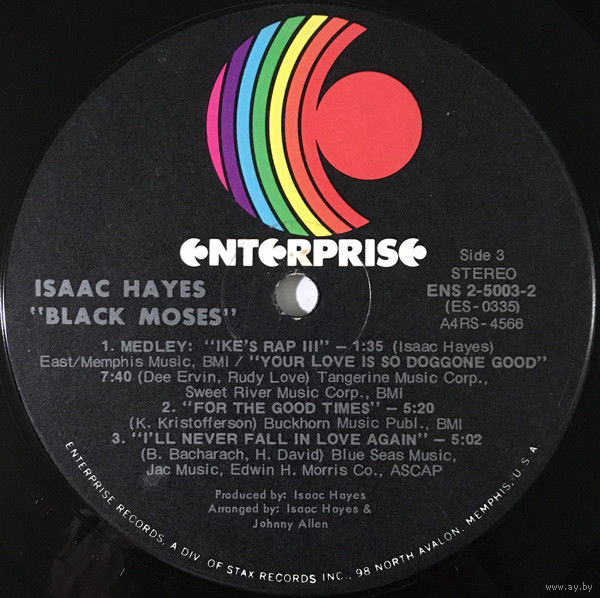 ENTERPRISE
Side 3
STEREO
ISAAC HAYES
ENS 2-5003-2
"BLACK MOSES"
(ES-0335)
A4RS-4566
1. MEDLEY: "IKE'S RAP III" – 1:35 (Isaac Hayes)
East/Memphis Music, BMI / "YOUR LOVE IS SO DOGGONE GOOD"
7:40 (Dee Ervin, Rudy Love) Tangerine Music Corp.,
Sweet River Music Corp., BMI
2. "FOR THE GOOD TIMES" – 5:20
(K. Kristofferson) Buckhorn Music Publ., BMI
3. "I'LL NEVER FALL IN LOVE AGAIN" – 5:02
(B. Bacharach, H. David) Blue Seas Music,
Jac Music, Edwin H. Morris Co., ASCAP
Produced by: Isaac Hayes
Arranged by: Isaac Hayes &
Johnny Allen
ENTERPRISE RECORDS, A DIV. OF STAX RECORDS INC., 98 NORTH AVALON, MEMPHIS, U.S.A
www.ay.by